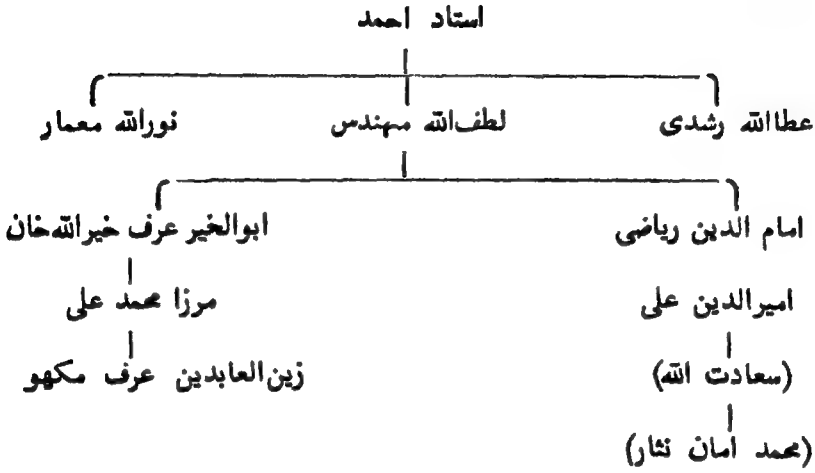 استاد احمد
عطاالله رشدی لطف‌الله مهندس نورالله معمار
امام الدین ریاضی ابوالخیر عرف خیرالله‌خان
امیرالدین علی مرزا محمد علی
(سعادت الله) زین‌العابدین عرف مکهو
(محمد امان نثار)